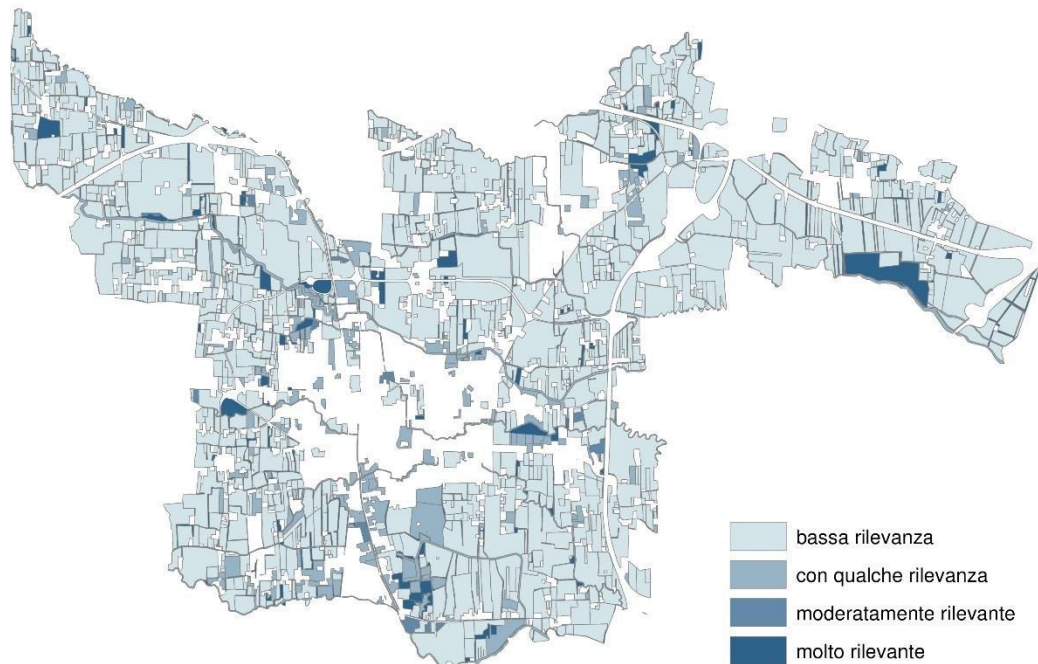 bassa rilevanza
con qualche rilevanza
moderatamente rilevante
molto rilevante